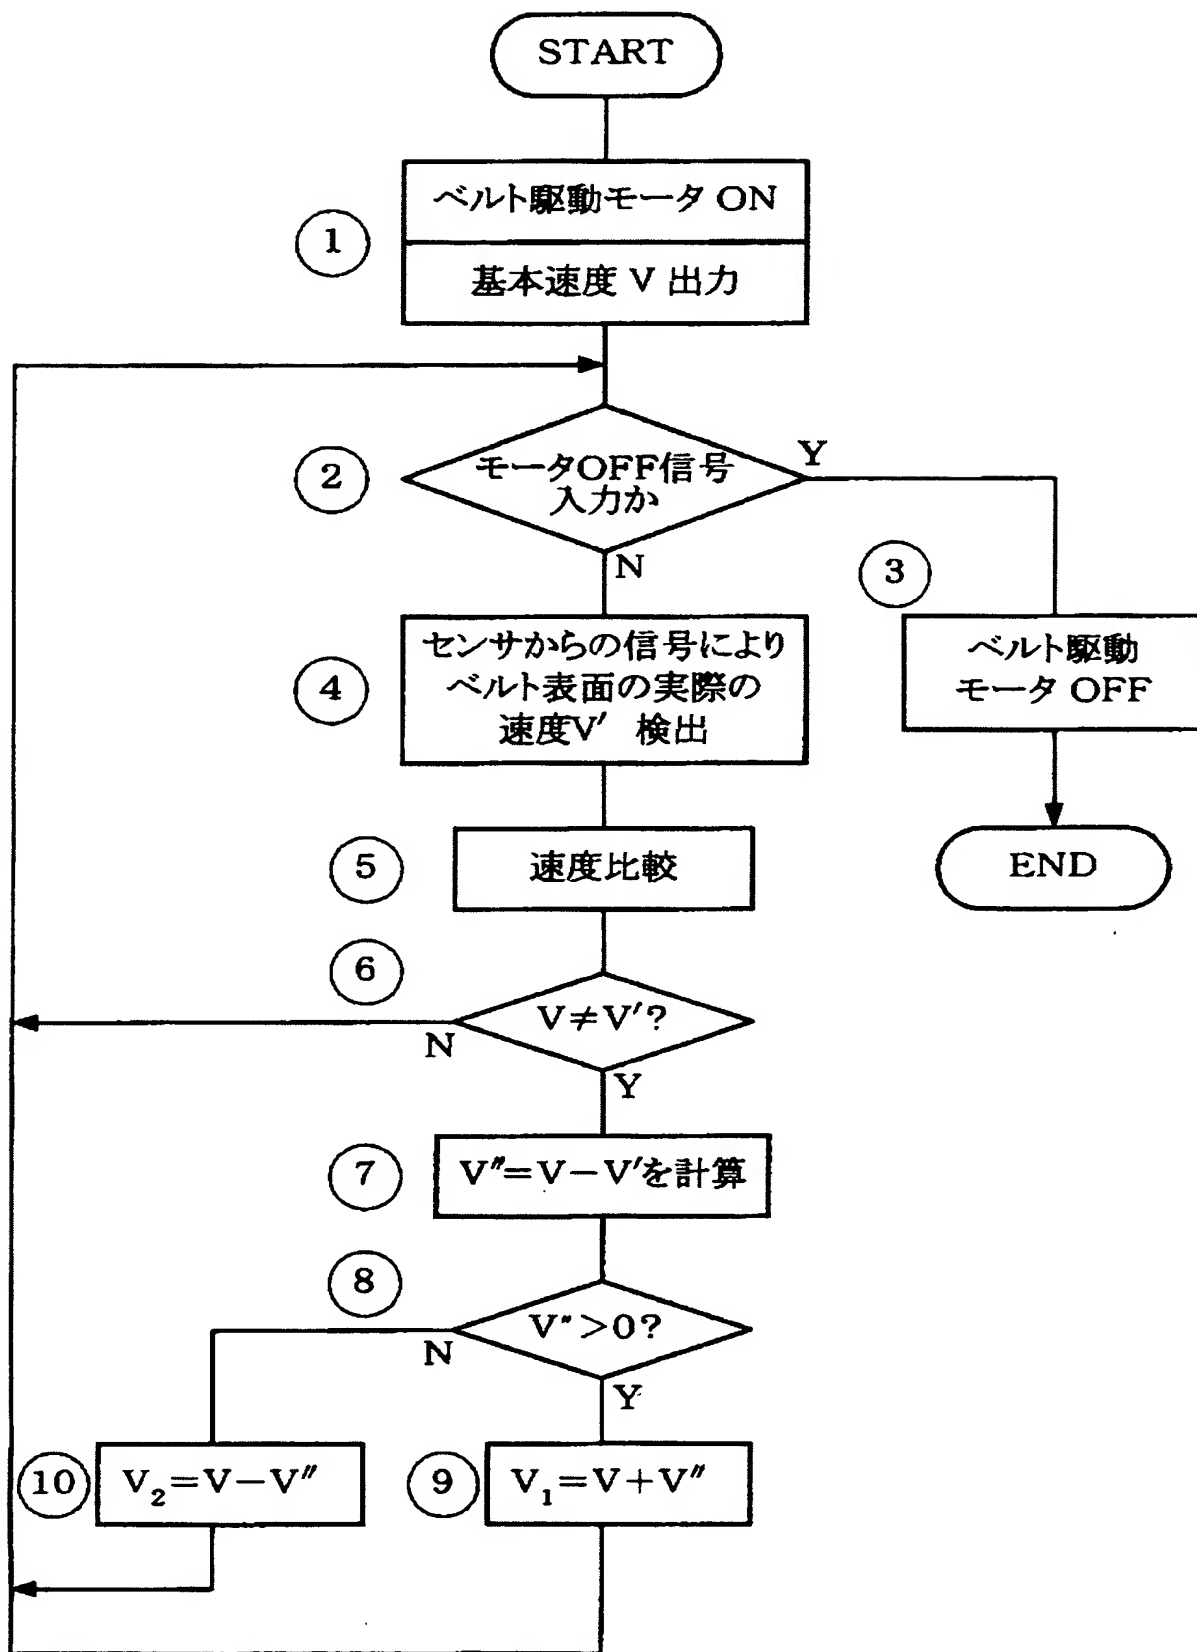 START
ベルト駆動モータ ON
①
基本速度 V 出力
②
モータOFF信号
入力か
Y
N
③
④
センサからの信号により
ベルト表面の実際の
速度V′ 検出
ベルト駆動
モータ OFF
⑤
速度比較
END
⑥
V≠V′?
N
Y
⑦
V″=V−V′を計算
⑧
V″>0?
N
Y
⑩
V₂=V−V″
⑨
V₁=V+V″